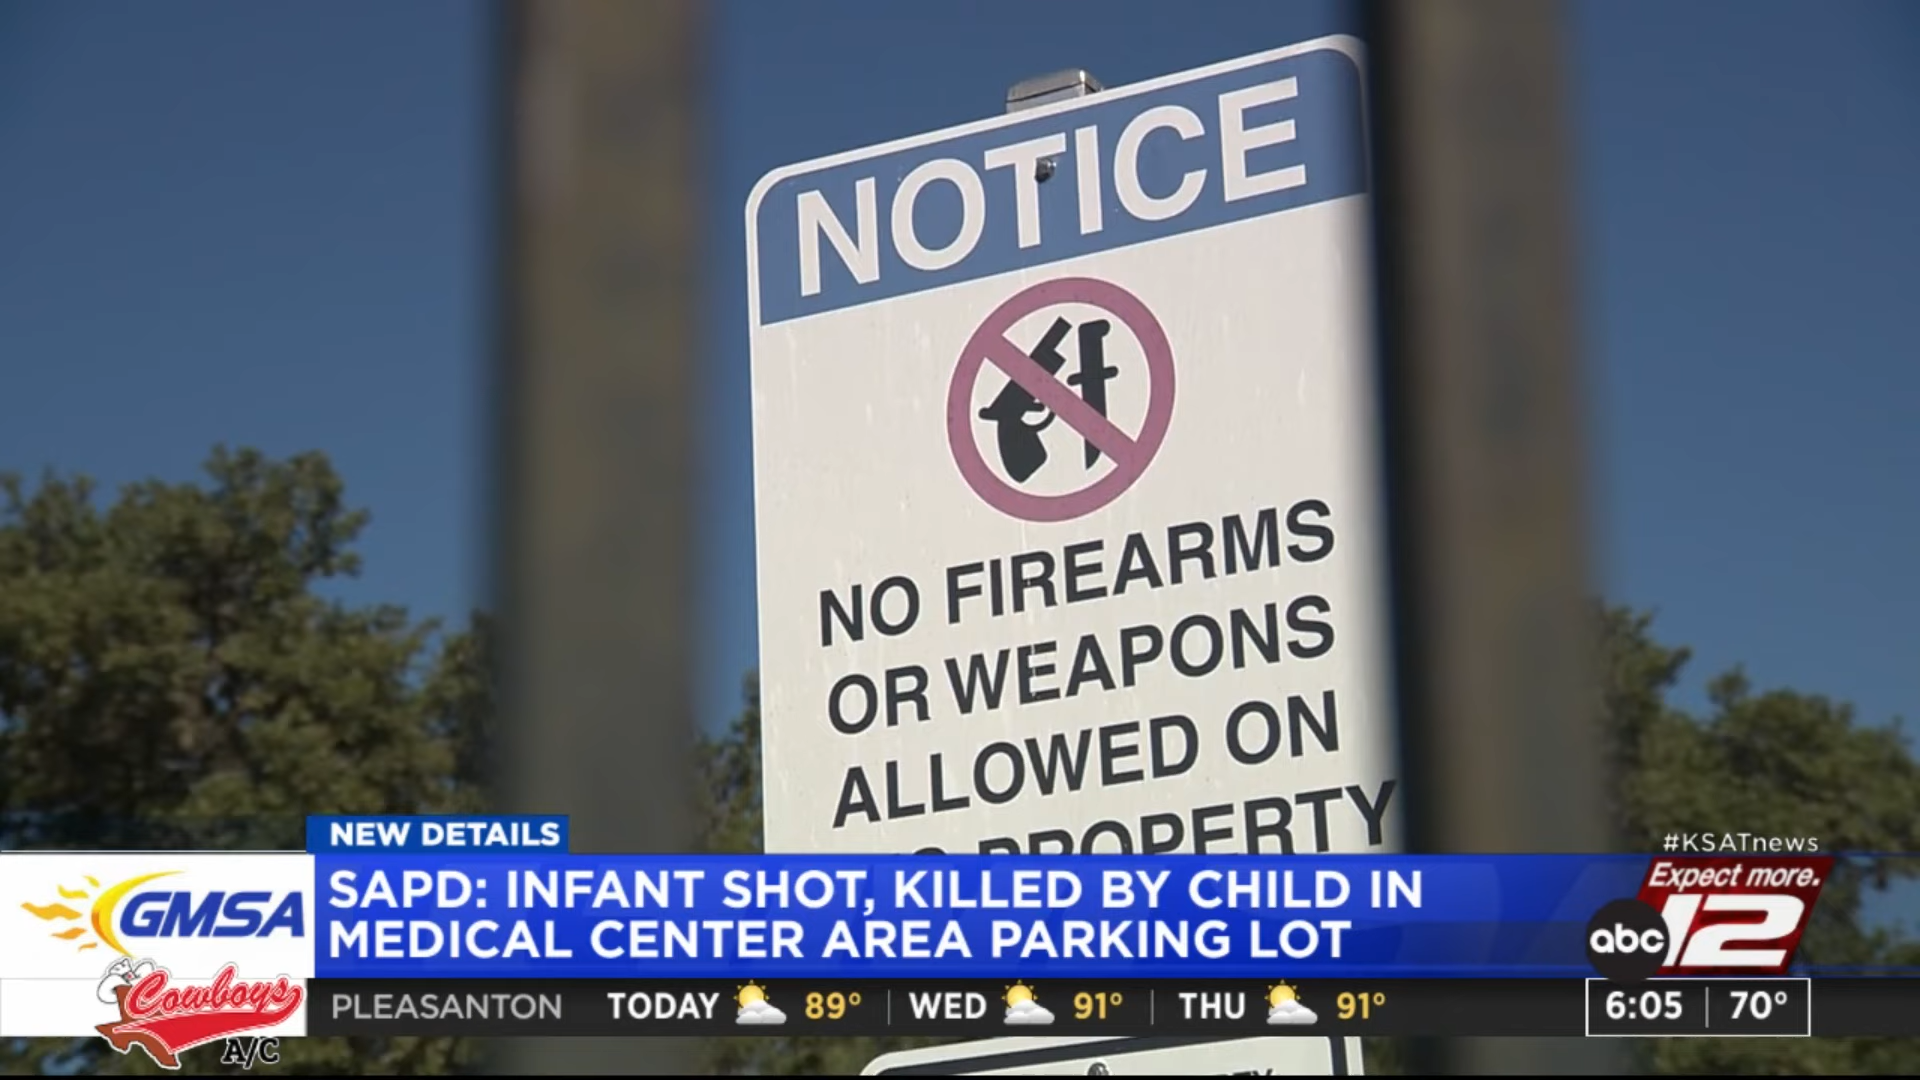 NOTICE
NO FIREARMS
OR WEAPONS
ALLOWED ON
PROPERTY
#KSATnews
NEW DETAILS
SAPD: INFANT SHOT, KILLED BY CHILD IN
MEDICAL CENTER AREA PARKING LOT
GMSA
Expect more.
abc 12
Cowboys
A/C
PLEASANTON TODAY 89° WED 91° THU 91°
6:05 70°